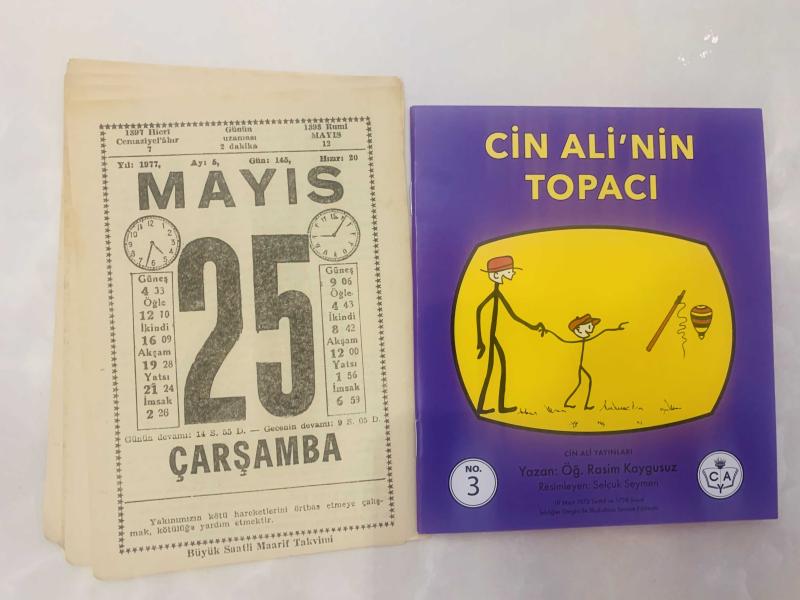 1397 Hicrî
Cemaziyel'âhır
7
Günün
uzaması
2 dakika
1393 Rumî
MAYIS
12
Yıl: 1977, Ay: 5, Gün: 145, Hızır: 20
MAYIS
25
Güneş
4 33
Öğle
12 10
İkindi
16 09
Akşam
19 28
Yatsı
21 24
İmsak
2 26
Güneş
9 06
Öğle
4 43
İkindi
8 42
Akşam
12 00
Yatsı
1 56
İmsak
6 59
Günün devamı: 14 S. 55 D. — Gecenin devamı: 9 S. 05 D.
ÇARŞAMBA
Yakınımızın kötü hareketlerini örtbas etmeye çalış-
mak, kötülüğe yardım etmektir.
Büyük Saatli Maarif Takvimi
CİN ALİ'NİN
TOPACI
CİN ALİ YAYINLARI
Yazan: Öğ. Rasim Kaygusuz
Resimleyen: Selçuk Seymen
NO.
3
C A
Y